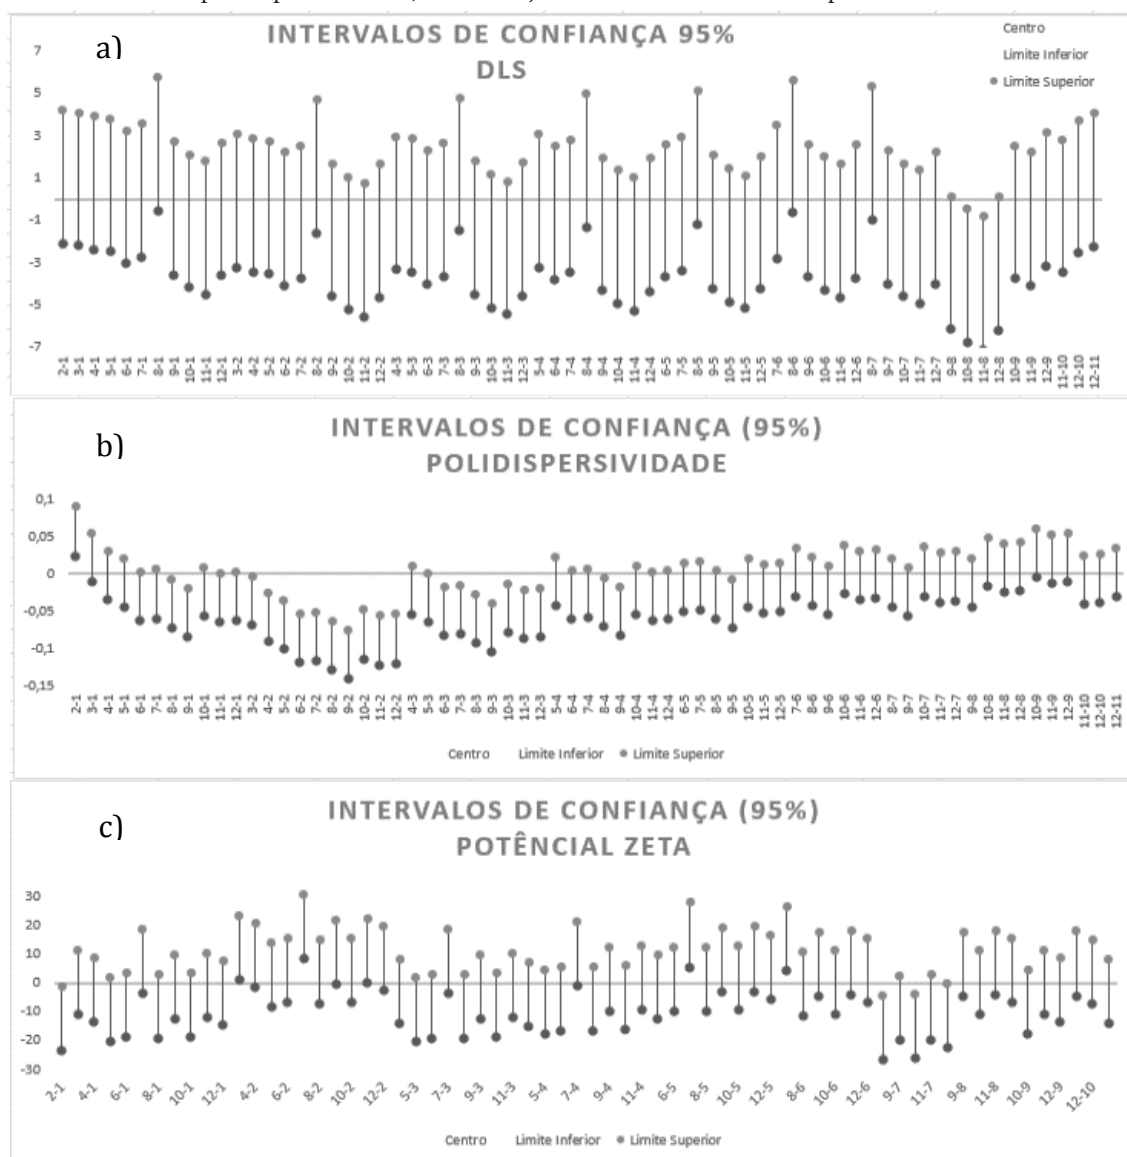 a)
INTERVALOS DE CONFIANÇA 95%
DLS
Centro
Limite Inferior
Limite Superior
7
5
3
1
-1
-3
-5
-7
2-1 3-1 4-1 5-1 6-1 7-1 8-1 9-1 10-1 11-1 12-1 3-2 4-2 5-2 6-2 7-2 8-2 9-2 10-2 11-2 12-2 4-3 5-3 6-3 7-3 8-3 9-3 10-3 11-3 12-3 5-4 6-4 7-4 8-4 9-4 10-4 11-4 12-4 6-5 7-5 8-5 9-5 10-5 11-5 12-5 7-6 8-6 9-6 10-6 11-6 12-6 8-7 9-7 10-7 11-7 12-7 9-8 10-8 11-8 12-8 10-9 11-9 12-9 11-10 12-10 12-11
b)
INTERVALOS DE CONFIANÇA (95%)
POLIDISPERSIVIDADE
0,1
0,05
0
-0,05
-0,1
-0,15
2-1 3-1 4-1 5-1 6-1 7-1 8-1 9-1 10-1 11-1 12-1 3-2 4-2 5-2 6-2 7-2 8-2 9-2 10-2 11-2 12-2 4-3 5-3 6-3 7-3 8-3 9-3 10-3 11-3 12-3 5-4 6-4 7-4 8-4 9-4 10-4 11-4 12-4 6-5 7-5 8-5 9-5 10-5 11-5 12-5 7-6 8-6 9-6 10-6 11-6 12-6 8-7 9-7 10-7 11-7 12-7 9-8 10-8 11-8 12-8 10-9 11-9 12-9 11-10 12-10 12-11
Centro Limite Inferior Limite Superior
c)
INTERVALOS DE CONFIANÇA (95%)
POTÊNCIAL ZETA
30
20
10
0
-10
-20
-30
2-1 4-1 6-1 8-1 10-1 12-1 4-2 6-2 8-2 10-2 12-2 5-3 7-3 9-3 11-3 5-4 7-4 9-4 11-4 6-5 8-5 10-5 12-5 8-6 10-6 12-6 9-7 11-7 9-8 11-8 10-9 12-9 12-10
Centro Limite Inferior Limite Superior